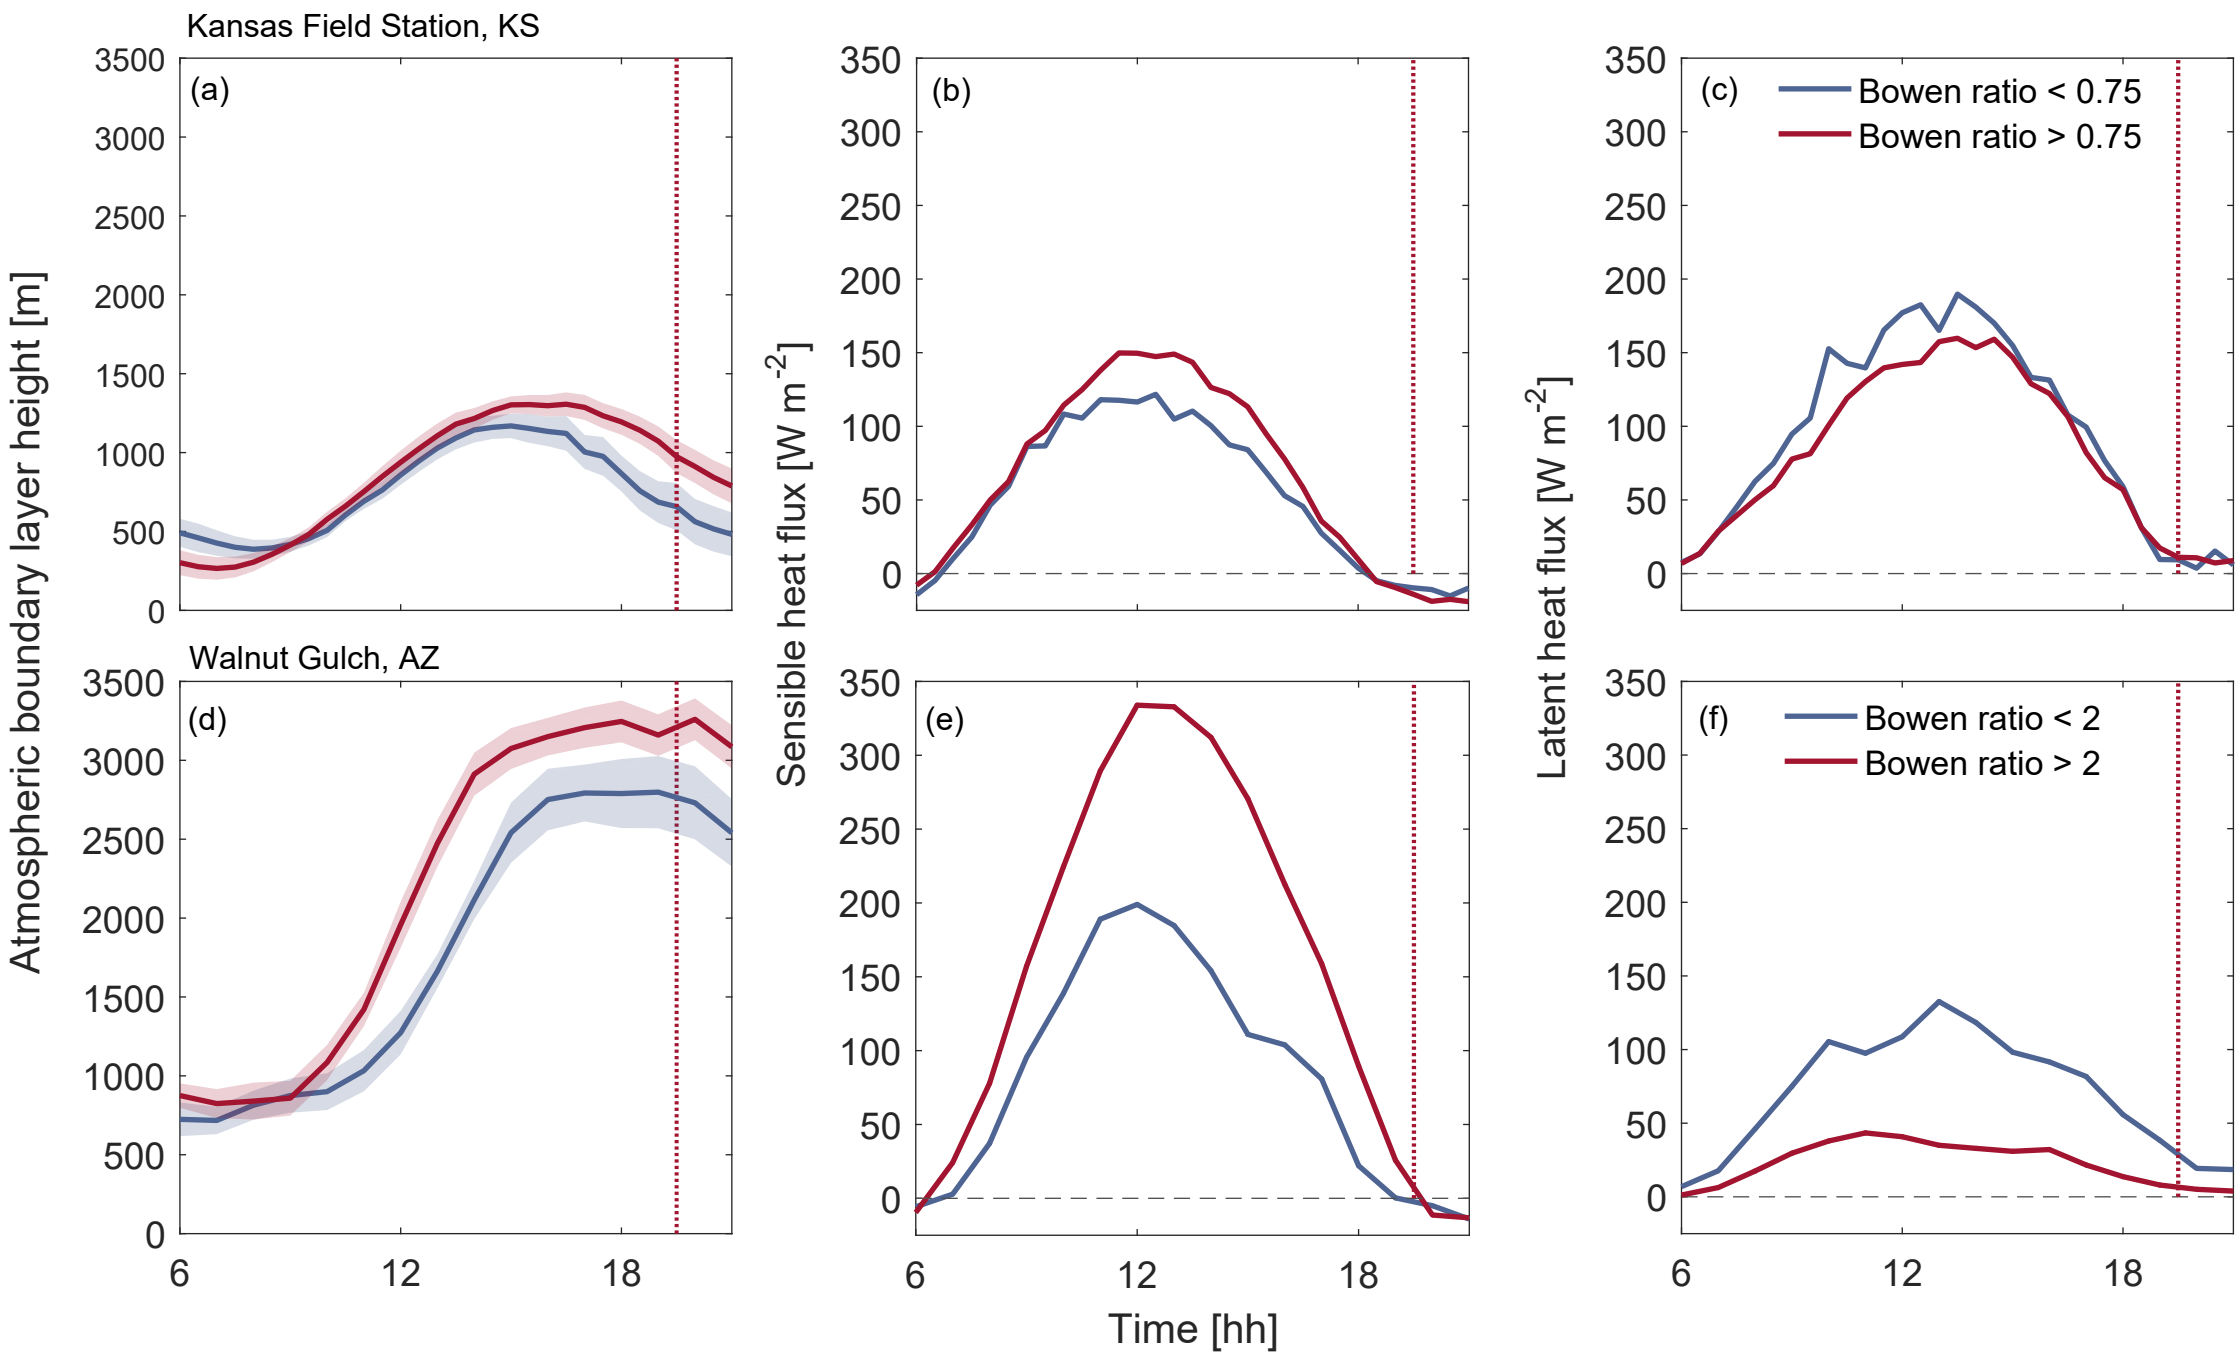 Kansas Field Station, KS
(a)
3500
3000
2500
2000
1500
1000
500
0
(b)
350
300
250
200
150
100
50
0
(c)
350
300
250
200
150
100
50
0
Bowen ratio < 0.75
Bowen ratio > 0.75
Atmospheric boundary layer height [m]
Sensible heat flux [W m-2]
Latent heat flux [W m-2]
Walnut Gulch, AZ
(d)
3500
3000
2500
2000
1500
1000
500
0
6 12 18
(e)
350
300
250
200
150
100
50
0
6 12 18
(f)
350
300
250
200
150
100
50
0
6 12 18
Bowen ratio < 2
Bowen ratio > 2
Time [hh]